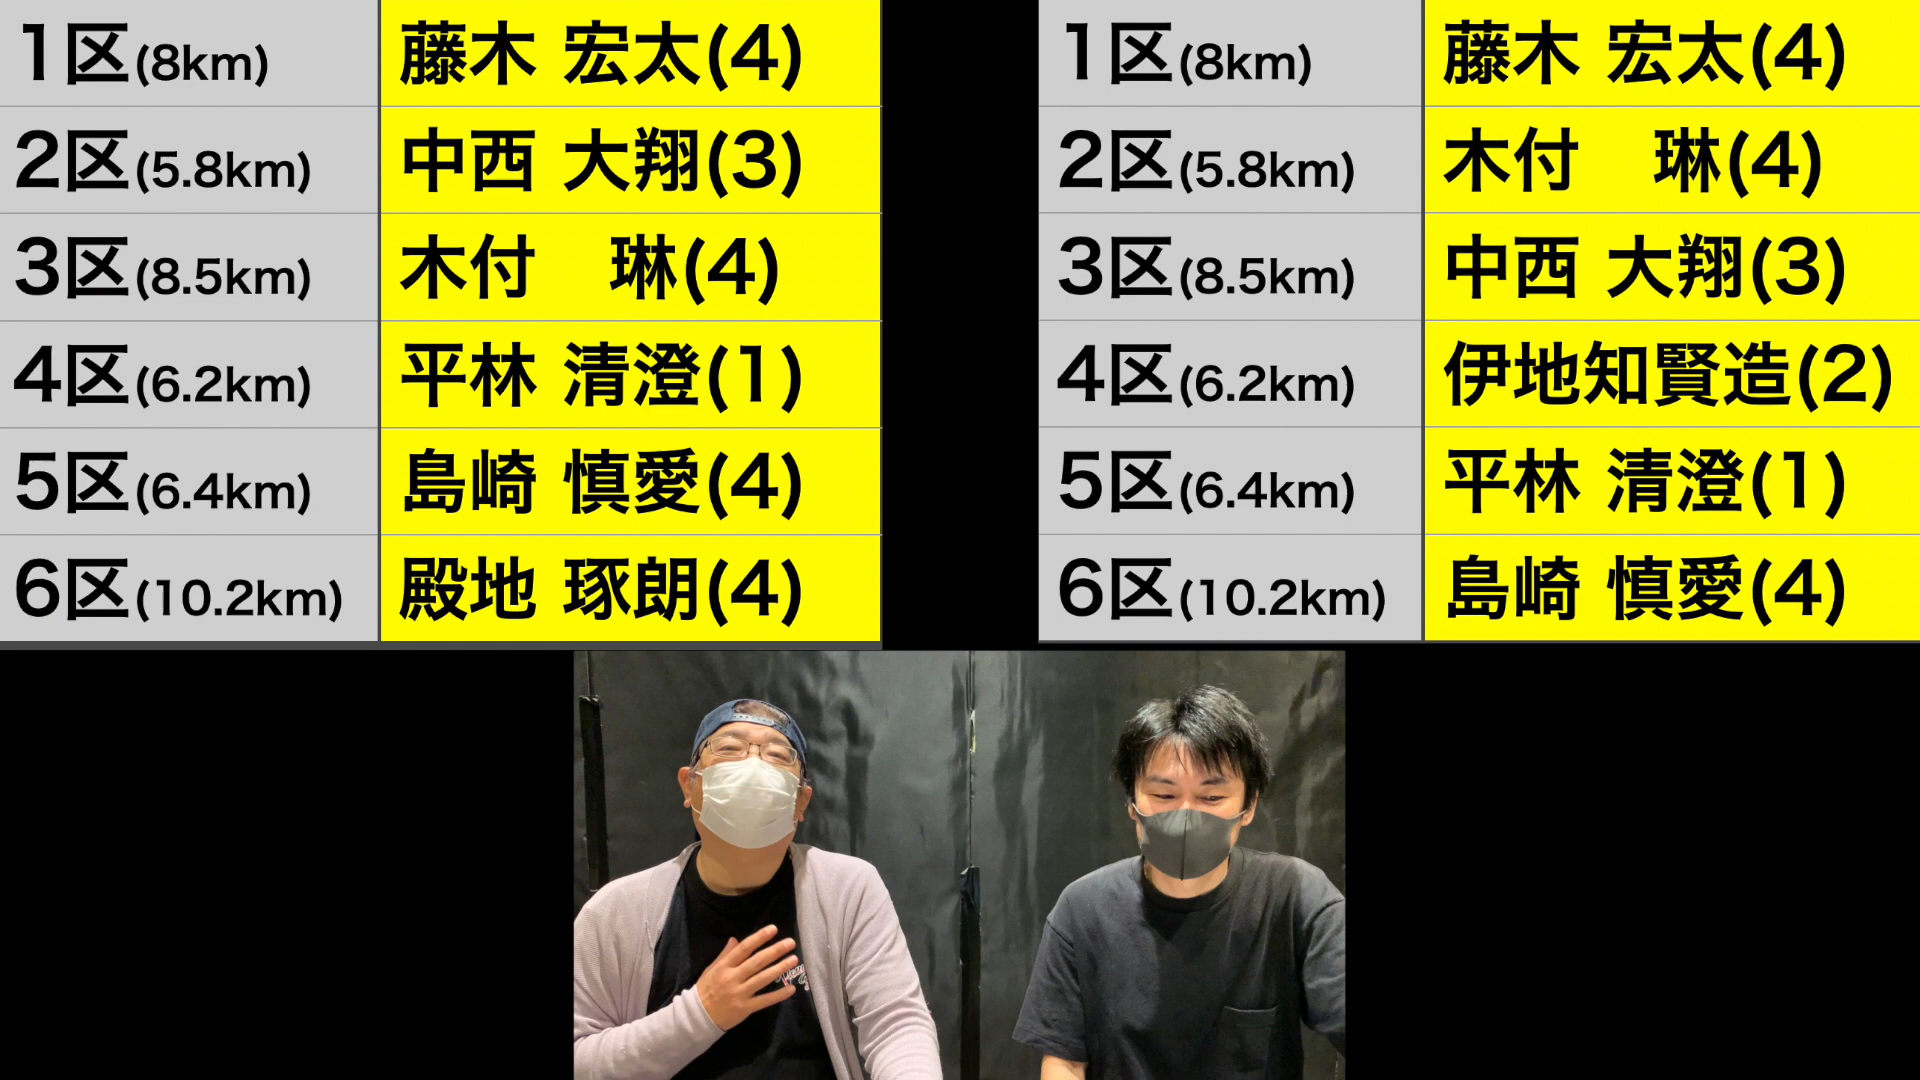 1区(8km) 藤木 宏太(4)
2区(5.8km) 中西 大翔(3)
3区(8.5km) 木付　琳(4)
4区(6.2km) 平林 清澄(1)
5区(6.4km) 島崎 慎愛(4)
6区(10.2km) 殿地 琢朗(4)
1区(8km) 藤木 宏太(4)
2区(5.8km) 木付　琳(4)
3区(8.5km) 中西 大翔(3)
4区(6.2km) 伊地知賢造(2)
5区(6.4km) 平林 清澄(1)
6区(10.2km) 島崎 慎愛(4)